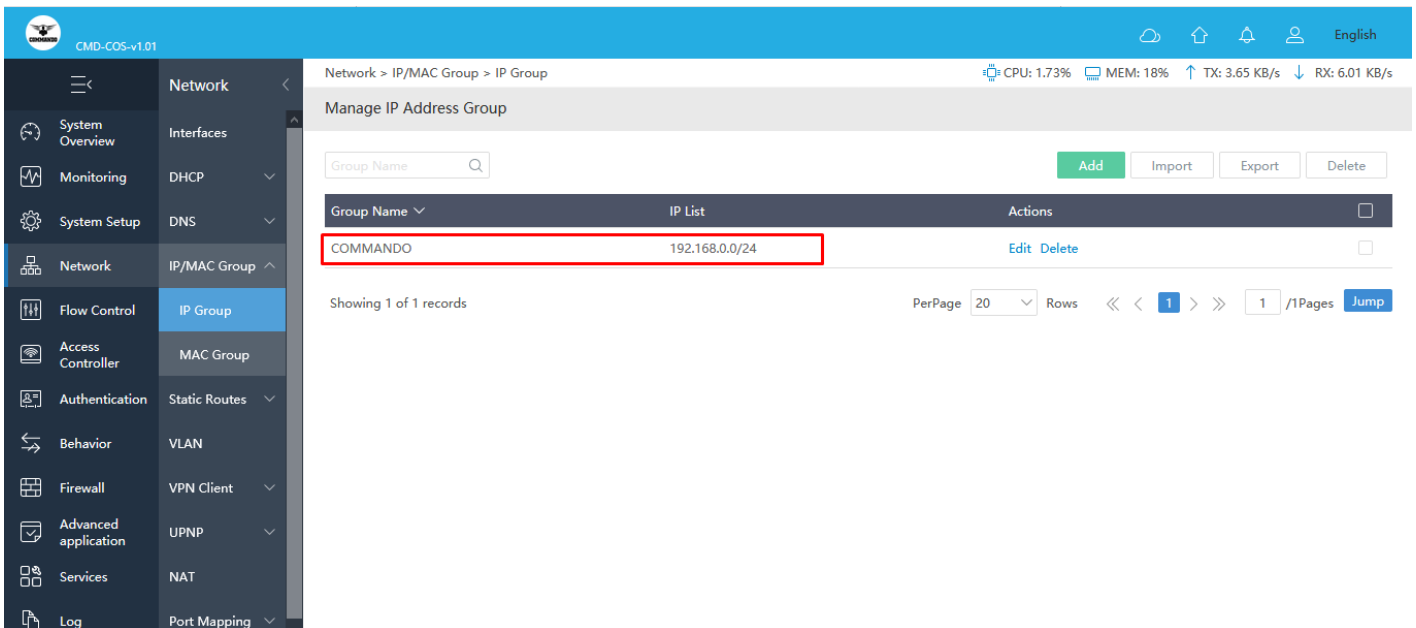 COMMANDO
CMD-COS-v1.01
English
Network
Network > IP/MAC Group > IP Group
CPU: 1.73% MEM: 18% TX: 3.65 KB/s RX: 6.01 KB/s
Manage IP Address Group
System Overview
Monitoring
System Setup
Network
Flow Control
Access Controller
Authentication
Behavior
Firewall
Advanced application
Services
Log
Interfaces
DHCP
DNS
IP/MAC Group
IP Group
MAC Group
Static Routes
VLAN
VPN Client
UPNP
NAT
Port Mapping
Group Name
Add Import Export Delete
Group Name IP List Actions
COMMANDO 192.168.0.0/24 Edit Delete
Showing 1 of 1 records
PerPage 20 Rows 1 1 /1Pages Jump